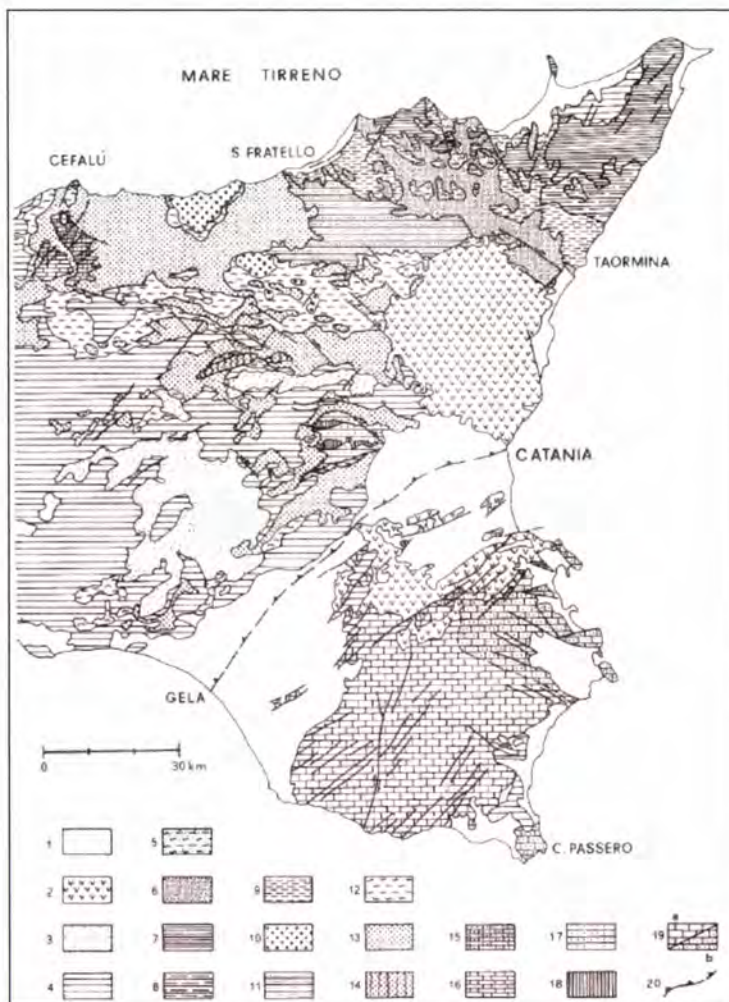 MARE TIRRENO
CEFALÚ
S. FRATELLO
TAORMINA
CATANIA
GELA
0 30 km
C. PASSERO
1 5
2 6 9 12
3 7 10 13 15 17 a 19 b
4 8 11 14 16 18 20